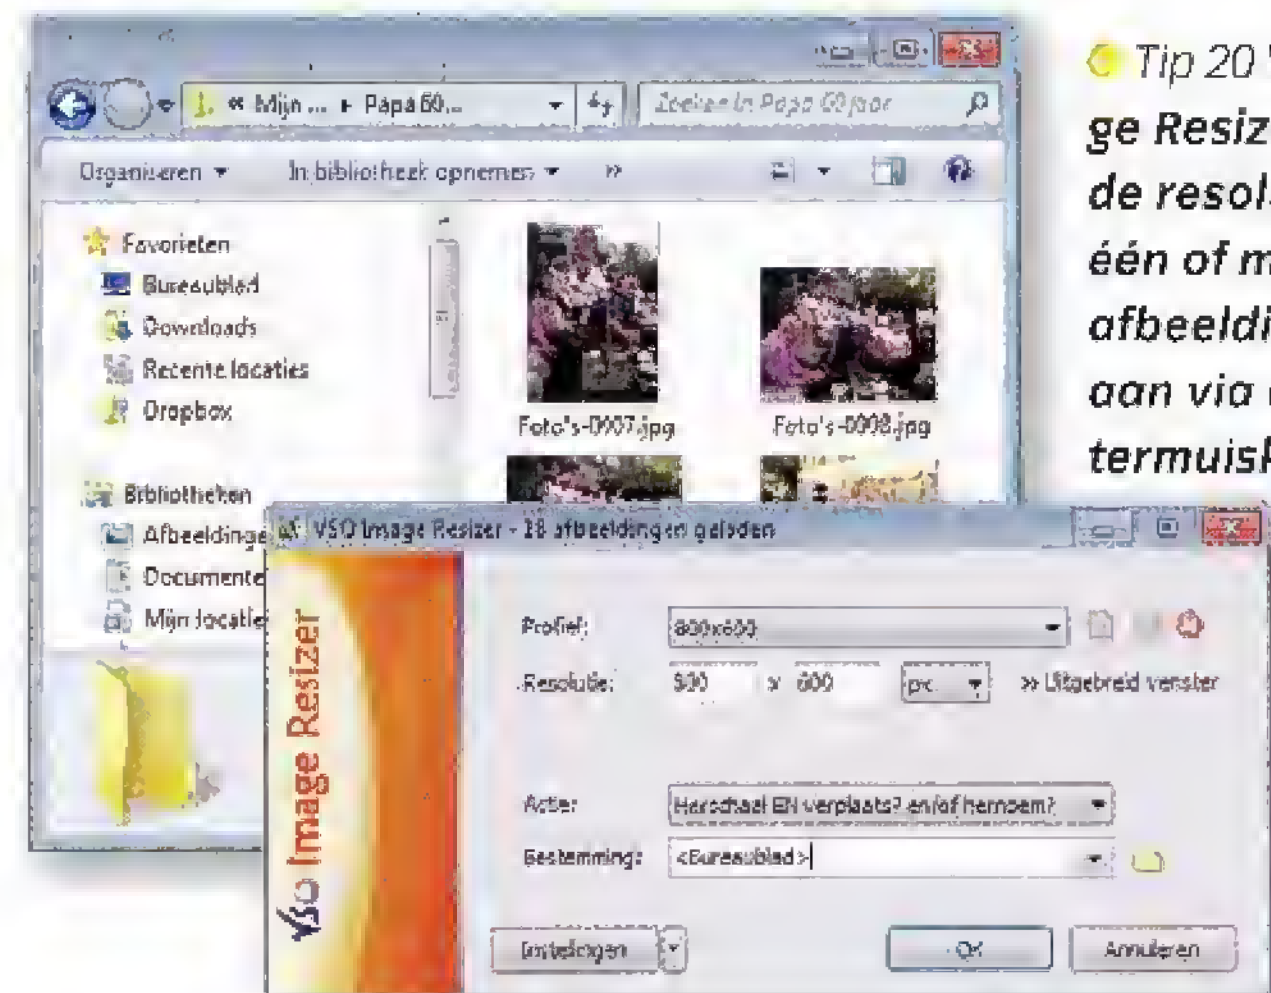 Tip 20
ge Resiz
de resol
één of m
afbeeldi
aan via
termuis
« Mijn ... ▸ Papa 60...
Zoeken in Papa 60 jaar
Organiseren
In bibliotheek opnemen
»
Favorieten
Bureaublad
Downloads
Recente locaties
Dropbox
Bibliotheken
Afbeeldinge
Documente
Mijn locatie
Foto's-0007.jpg
Foto's-0008.jpg
VSO Image Resizer - 18 afbeeldingen geladen
VSO Image Resizer
Profiel: 800x600
Resolutie: 800 x 600 pix. » Uitgebreid venster
Actie: Herschaal EN verplaats? en/of hernoem?
Bestemming: <Bureaublad>
Instellingen
OK
Annuleren